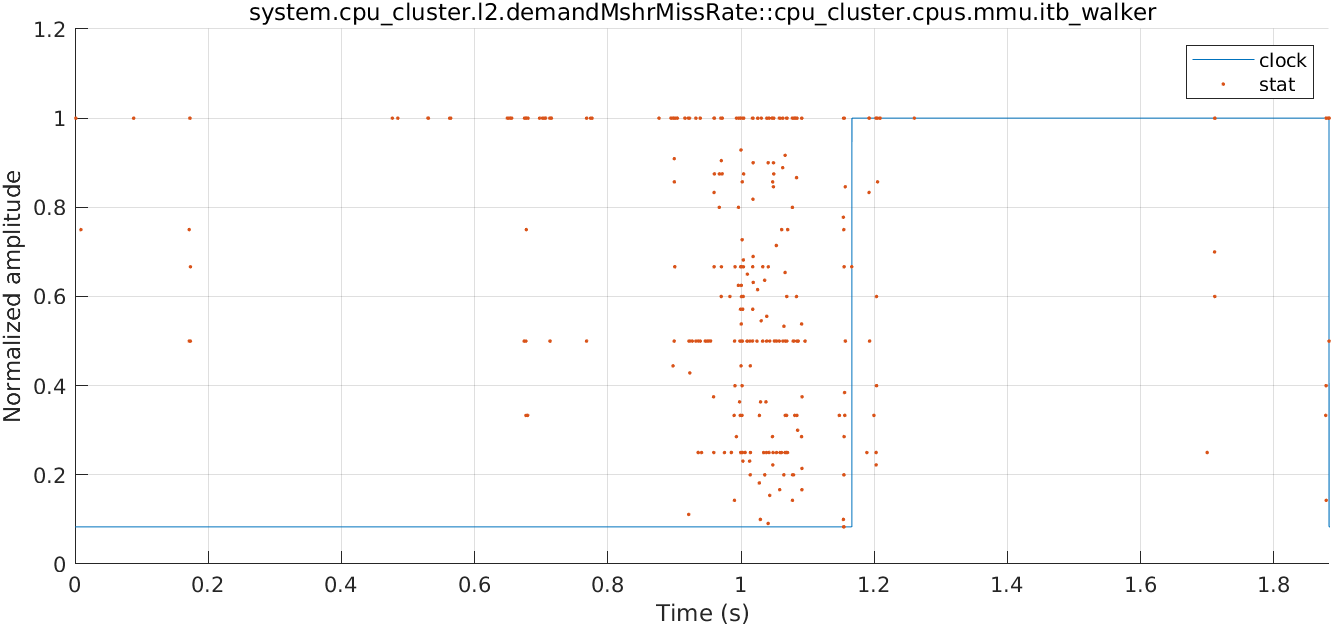 system.cpu_cluster.l2.demandMshrMissRate::cpu_cluster.cpus.mmu.itb_walker
1.2
clock
stat
1
0.8
0.6
0.4
0.2
0
Normalized amplitude
0 0.2 0.4 0.6 0.8 1 1.2 1.4 1.6 1.8
Time (s)